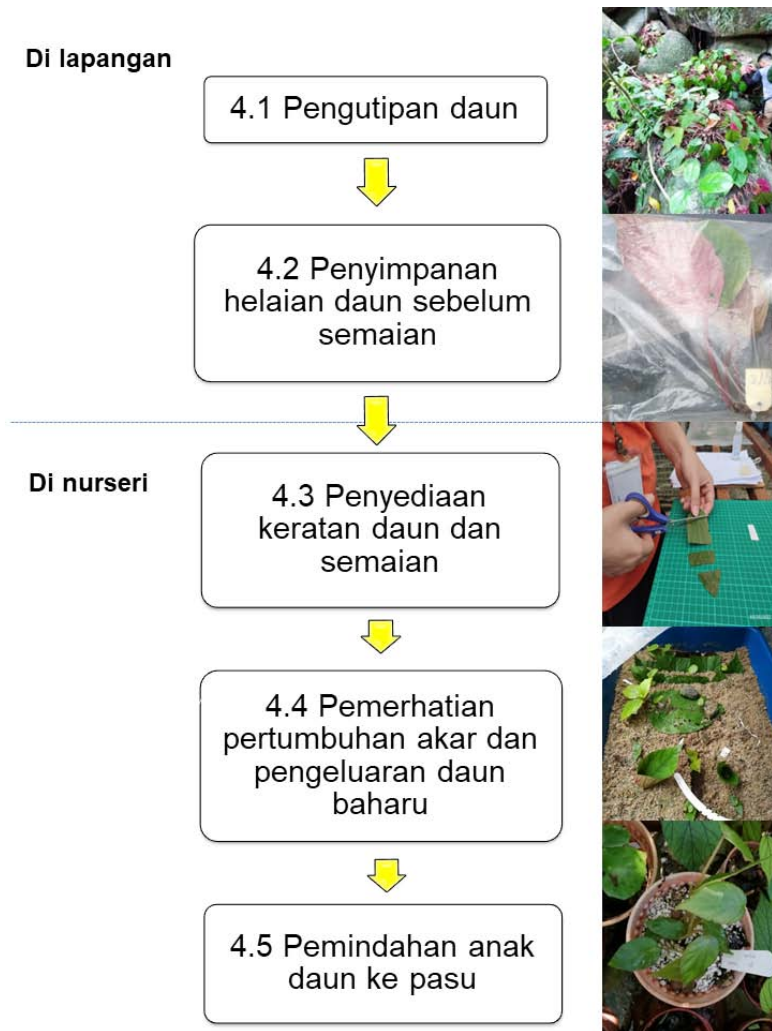 Di lapangan
4.1 Pengutipan daun
4.2 Penyimpanan
helaian daun sebelum
semaian
Di nurseri
4.3 Penyediaan
keratan daun dan
semaian
4.4 Pemerhatian
pertumbuhan akar dan
pengeluaran daun
baharu
4.5 Pemindahan anak
daun ke pasu